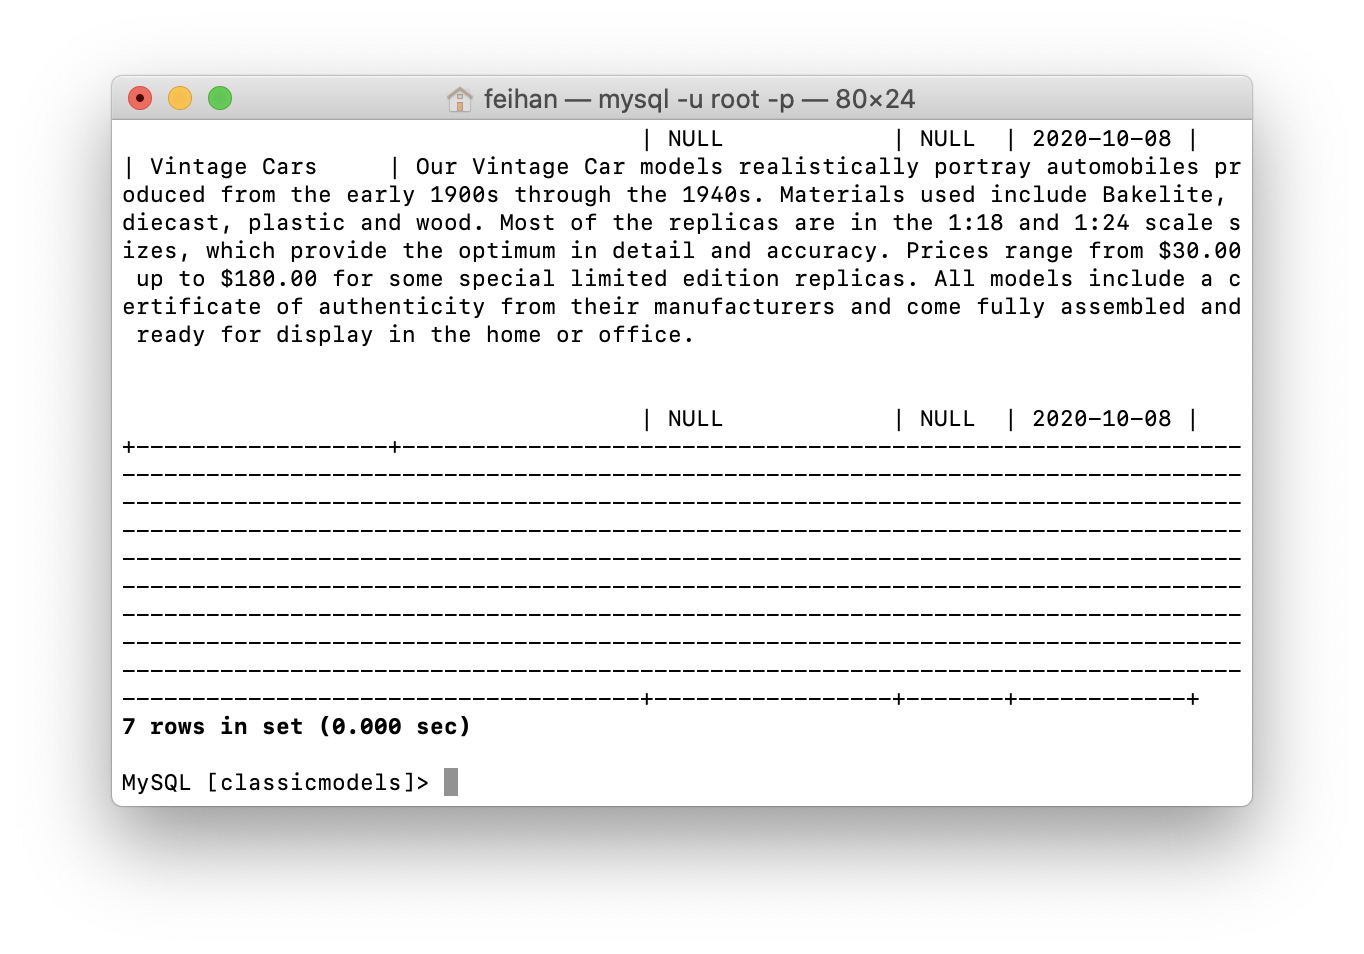 feihan — mysql -u root -p — 80×24
| NULL            | NULL  | 2020-10-08 |
| Vintage Cars     | Our Vintage Car models realistically portray automobiles pr
oduced from the early 1900s through the 1940s. Materials used include Bakelite,
diecast, plastic and wood. Most of the replicas are in the 1:18 and 1:24 scale s
izes, which provide the optimum in detail and accuracy. Prices range from $30.00
up to $180.00 for some special limited edition replicas. All models include a c
ertificate of authenticity from their manufacturers and come fully assembled and
ready for display in the home or office.
| NULL            | NULL  | 2020-10-08 |
+------------------+------------------------------------------------------------
--------------------------------------------------------------------------------
--------------------------------------------------------------------------------
--------------------------------------------------------------------------------
--------------------------------------------------------------------------------
--------------------------------------------------------------------------------
--------------------------------------------------------------------------------
--------------------------------------------------------------------------------
--------------------------------------------------------------------------------
-------------------------------------+-----------------+-------+------------+
7 rows in set (0.000 sec)
MySQL [classicmodels]>